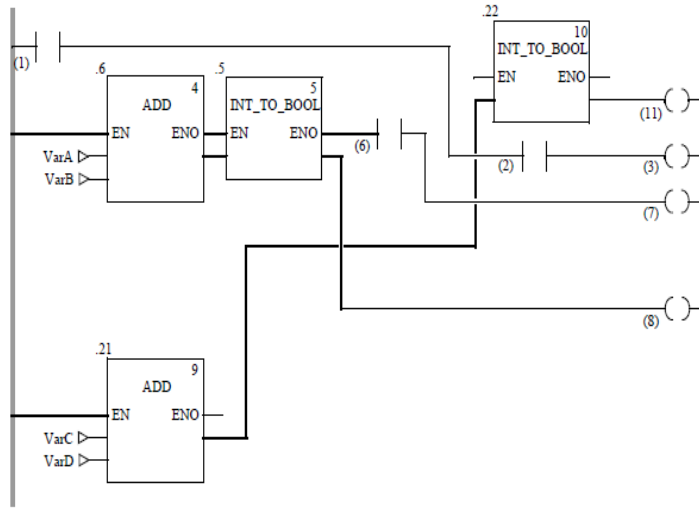 .22
10
INT_TO_BOOL
EN ENO
(1)
(11)
.6
4
ADD
EN ENO
VarA
VarB
.5
5
INT_TO_BOOL
EN ENO
(6)
(2)
(3)
(7)
(8)
.21
9
ADD
EN ENO
VarC
VarD